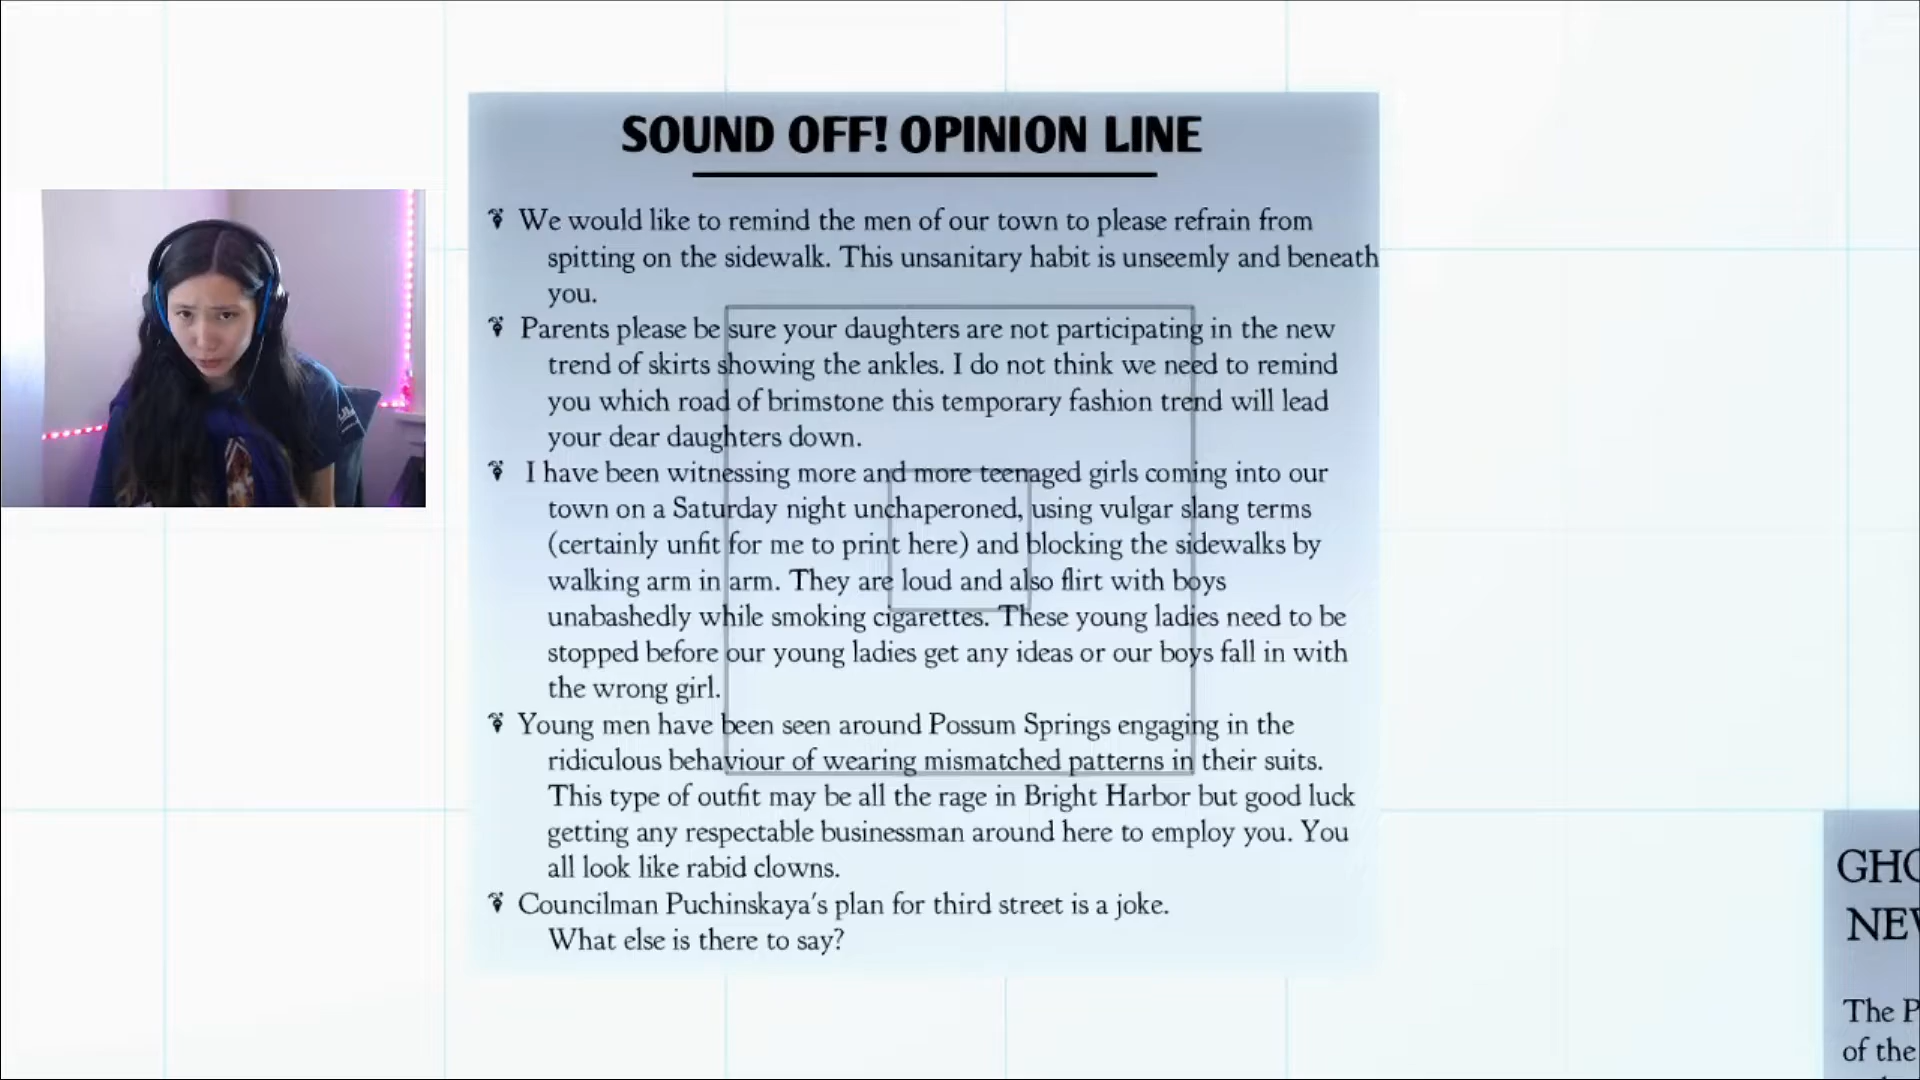 SOUND OFF! OPINION LINE
We would like to remind the men of our town to please refrain from
spitting on the sidewalk. This unsanitary habit is unseemly and beneath
you.
Parents please be sure your daughters are not participating in the new
trend of skirts showing the ankles. I do not think we need to remind
you which road of brimstone this temporary fashion trend will lead
your dear daughters down.
I have been witnessing more and more teenaged girls coming into our
town on a Saturday night unchaperoned, using vulgar slang terms
(certainly unfit for me to print here) and blocking the sidewalks by
walking arm in arm. They are loud and also flirt with boys
unabashedly while smoking cigarettes. These young ladies need to be
stopped before our young ladies get any ideas or our boys fall in with
the wrong girl.
Young men have been seen around Possum Springs engaging in the
ridiculous behaviour of wearing mismatched patterns in their suits.
This type of outfit may be all the rage in Bright Harbor but good luck
getting any respectable businessman around here to employ you. You
all look like rabid clowns.
Councilman Puchinskaya's plan for third street is a joke.
What else is there to say?
The
of the